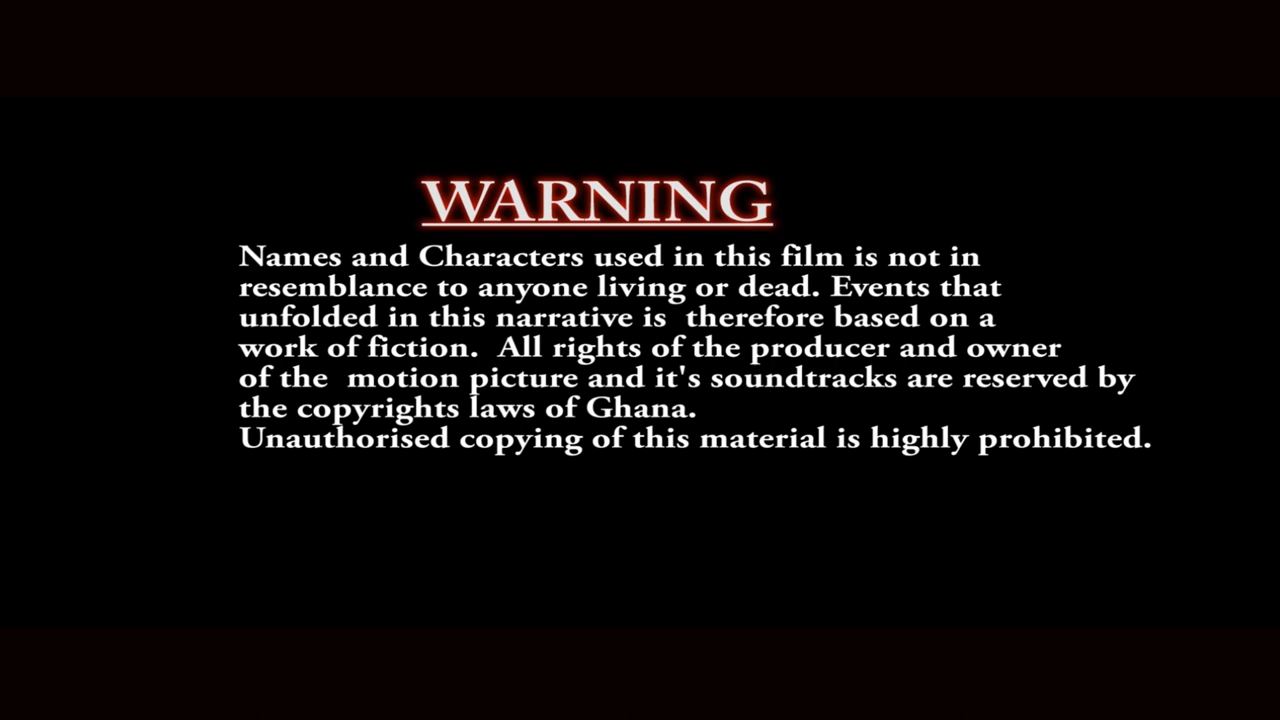 WARNING
Names and Characters used in this film is not in
resemblance to anyone living or dead. Events that
unfolded in this narrative is  therefore based on a
work of fiction.  All rights of the producer and owner
of the  motion picture and it's soundtracks are reserved by
the copyrights laws of Ghana.
Unauthorised copying of this material is highly prohibited.